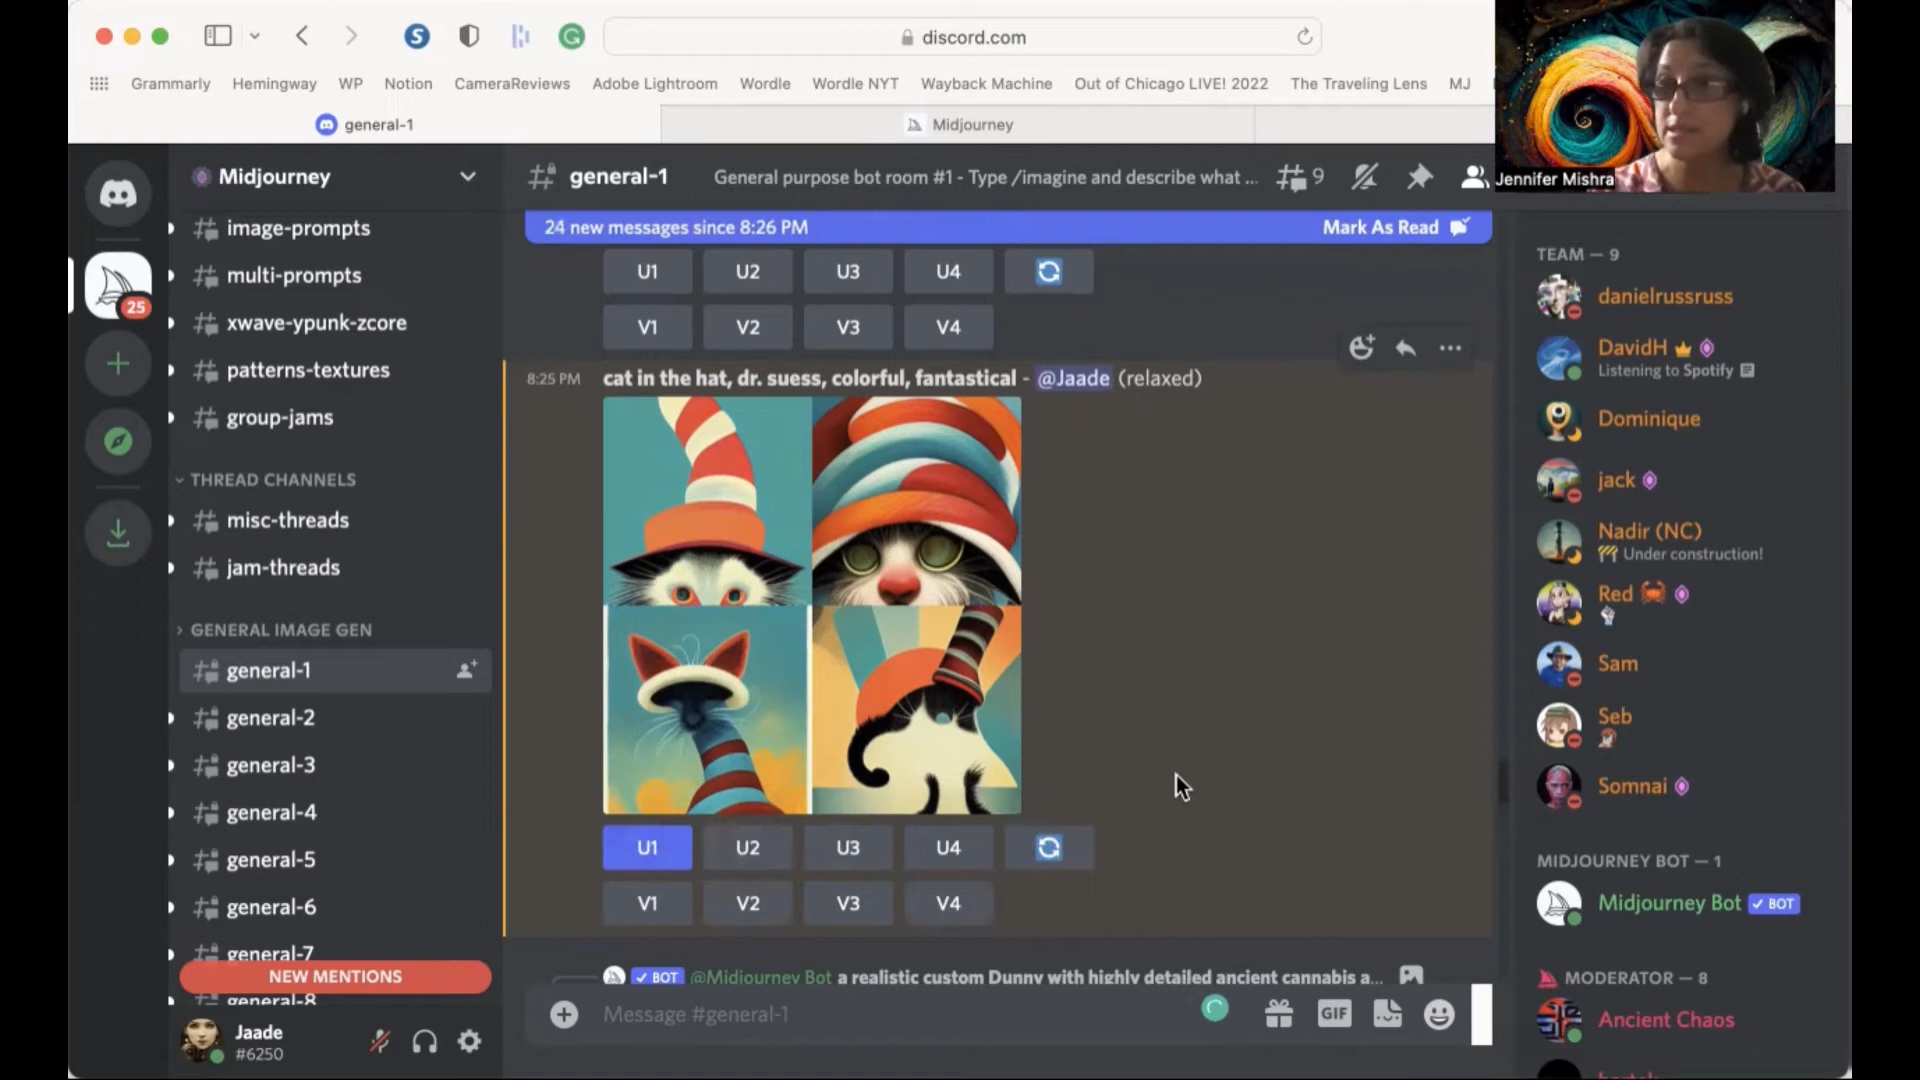 discord.com
Grammarly Hemingway WP Notion CameraReviews Adobe Lightroom Wordle Wordle NYT Wayback Machine Out of Chicago LIVE! 2022 The Traveling Lens MJ
general-1
Midjourney
Jennifer Mishra
25
Midjourney
image-prompts
multi-prompts
xwave-ypunk-zcore
patterns-textures
group-jams
THREAD CHANNELS
misc-threads
jam-threads
GENERAL IMAGE GEN
general-1
general-2
general-3
general-4
general-5
general-6
general-7
NEW MENTIONS
general-8
Jaade
#6250
general-1
General purpose bot room #1 - Type /imagine and describe what ...
9
24 new messages since 8:26 PM
Mark As Read
U1 U2 U3 U4
V1 V2 V3 V4
8:25 PM cat in the hat, dr. suess, colorful, fantastical - @Jaade (relaxed)
U1 U2 U3 U4
V1 V2 V3 V4
BOT @Midjourney Bot a realistic custom Dunny with highly detailed ancient cannabis a...
Message #general-1
GIF
TEAM — 9
danielrussruss
DavidH
Listening to Spotify
Dominique
jack
Nadir (NC)
Under construction!
Red
Sam
Seb
Somnai
MIDJOURNEY BOT — 1
Midjourney Bot BOT
MODERATOR — 8
Ancient Chaos